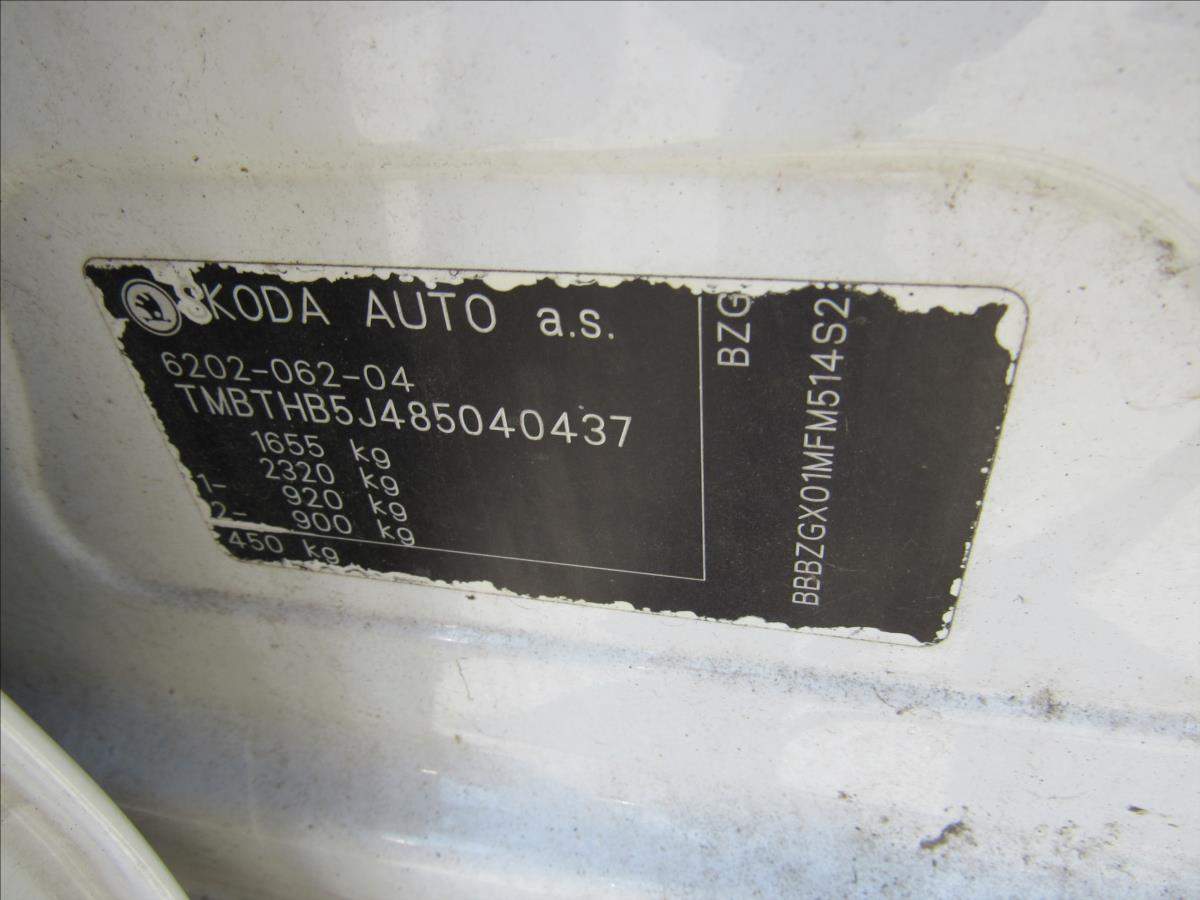 ŠKODA AUTO a.s.
6202-062-04
TMBTHB5J485040437
1655 kg
2320 kg
1- 920 kg
2- 900 kg
450 kg
BZG
BBBZGX01MFM514S2